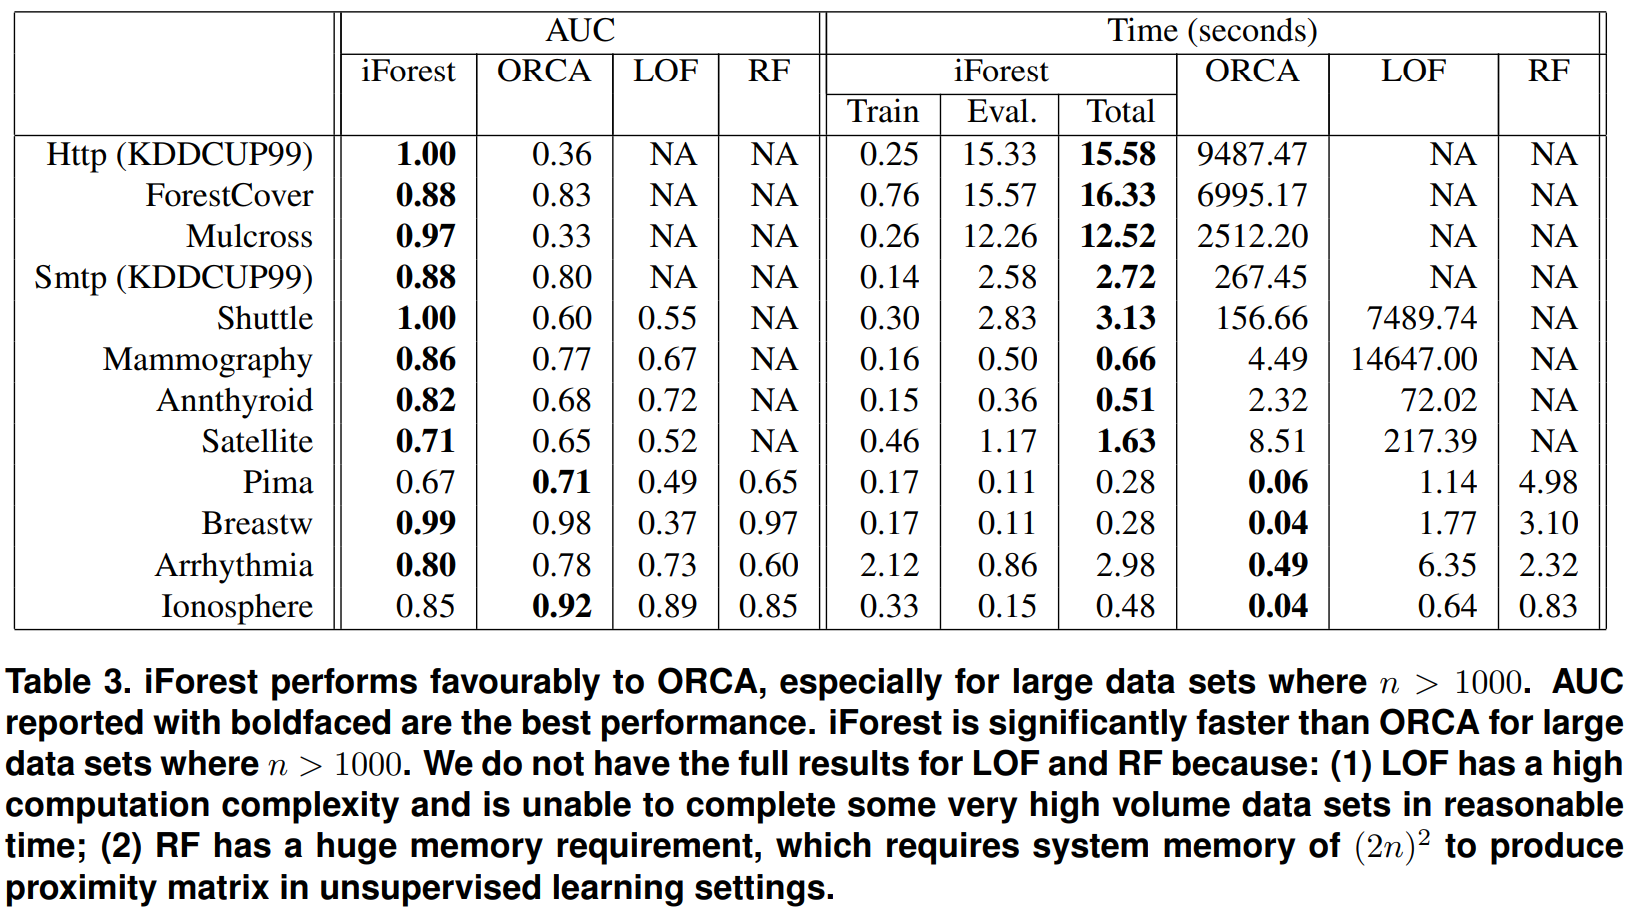 AUC Time (seconds)
iForest ORCA LOF RF iForest ORCA LOF RF
Train Eval. Total
Http (KDDCUP99) 1.00 0.36 NA NA 0.25 15.33 15.58 9487.47 NA NA
ForestCover 0.88 0.83 NA NA 0.76 15.57 16.33 6995.17 NA NA
Mulcross 0.97 0.33 NA NA 0.26 12.26 12.52 2512.20 NA NA
Smtp (KDDCUP99) 0.88 0.80 NA NA 0.14 2.58 2.72 267.45 NA NA
Shuttle 1.00 0.60 0.55 NA 0.30 2.83 3.13 156.66 7489.74 NA
Mammography 0.86 0.77 0.67 NA 0.16 0.50 0.66 4.49 14647.00 NA
Annthyroid 0.82 0.68 0.72 NA 0.15 0.36 0.51 2.32 72.02 NA
Satellite 0.71 0.65 0.52 NA 0.46 1.17 1.63 8.51 217.39 NA
Pima 0.67 0.71 0.49 0.65 0.17 0.11 0.28 0.06 1.14 4.98
Breastw 0.99 0.98 0.37 0.97 0.17 0.11 0.28 0.04 1.77 3.10
Arrhythmia 0.80 0.78 0.73 0.60 2.12 0.86 2.98 0.49 6.35 2.32
Ionosphere 0.85 0.92 0.89 0.85 0.33 0.15 0.48 0.04 0.64 0.83
Table 3. iForest performs favourably to ORCA, especially for large data sets where n > 1000. AUC
reported with boldfaced are the best performance. iForest is significantly faster than ORCA for large
data sets where n > 1000. We do not have the full results for LOF and RF because: (1) LOF has a high
computation complexity and is unable to complete some very high volume data sets in reasonable
time; (2) RF has a huge memory requirement, which requires system memory of (2n)² to produce
proximity matrix in unsupervised learning settings.